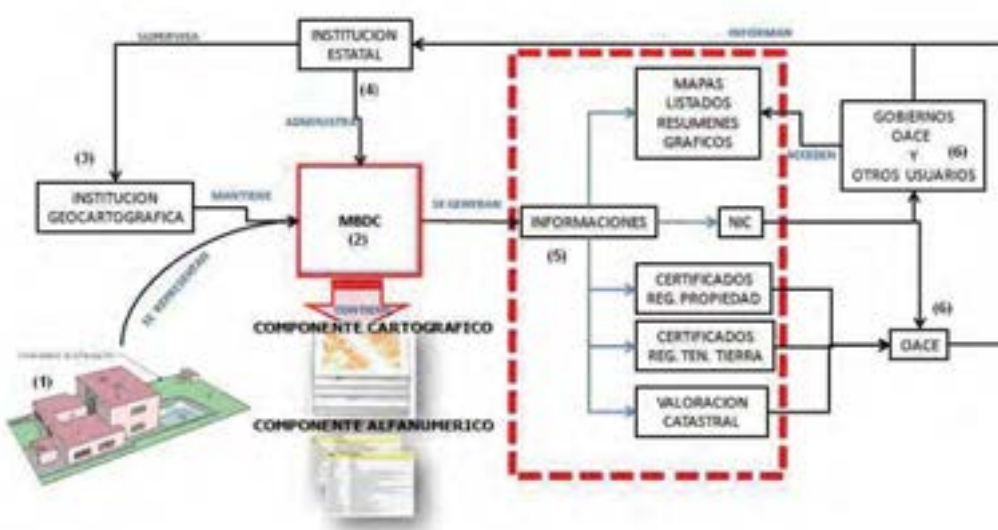 SUPERVISA
INSTITUCION
ESTATAL
INFORMAN
(4)
ADMINISTRA
(3)
INSTITUCION
GEOCARTOGRAFICA
MANTIENE
MBDC
(2)
SE GENERAN
SE REPRESENTAN
CONTIENE
COMPONENTE CARTOGRAFICO
COMPONENTE ALFANUMERICO
(1)
MAPAS
LISTADOS
RESUMENES
GRAFICOS
ACCEDEN
GOBIERNOS
OACE
Y (6)
OTROS USUARIOS
INFORMACIONES
(5)
NIC
CERTIFICADOS
REG. PROPIEDAD
CERTIFICADOS
REG. TEN. TIERRA
VALORACION
CATASTRAL
(6)
OACE